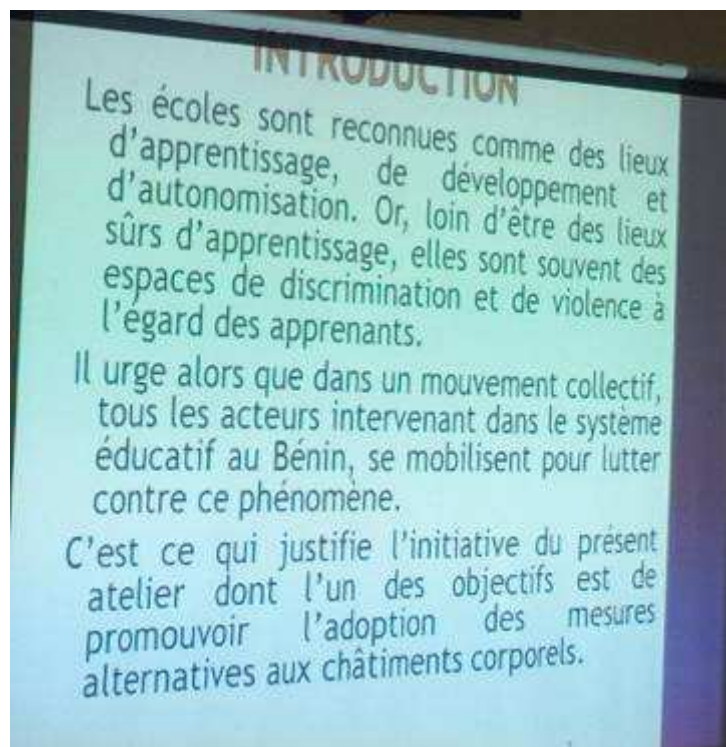 INTRODUCTION
Les écoles sont reconnues comme des lieux
d'apprentissage, de développement et
d'autonomisation. Or, loin d'être des lieux
sûrs d'apprentissage, elles sont souvent des
espaces de discrimination et de violence à
l'égard des apprenants.
Il urge alors que dans un mouvement collectif,
tous les acteurs intervenant dans le système
éducatif au Bénin, se mobilisent pour lutter
contre ce phénomène.
C'est ce qui justifie l'initiative du présent
atelier dont l'un des objectifs est de
promouvoir l'adoption des mesures
alternatives aux châtiments corporels.